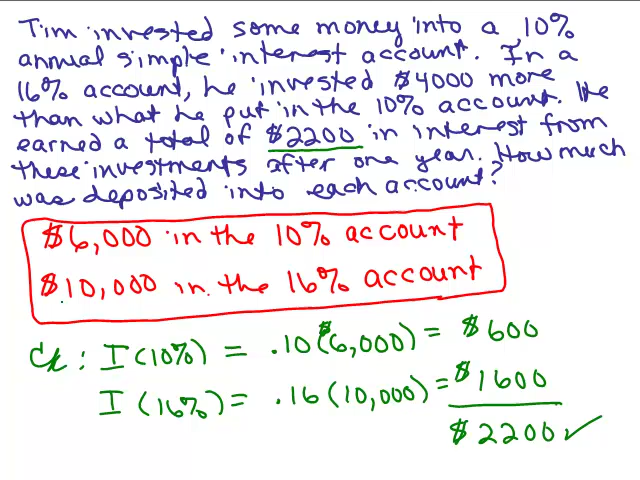 Tim invested some money into a 10%
annual simple interest account. In a
16% account, he invested $4000 more
than what he put in the 10% account. He
earned a total of $2200 in interest from
these investments after one year. How much
was deposited into each account?
$6,000 in the 10% account
$10,000 in the 16% account
Ck: I(10%) = .10($6,000) = $600
I(16%) = .16(10,000) = $1600
$2200✓